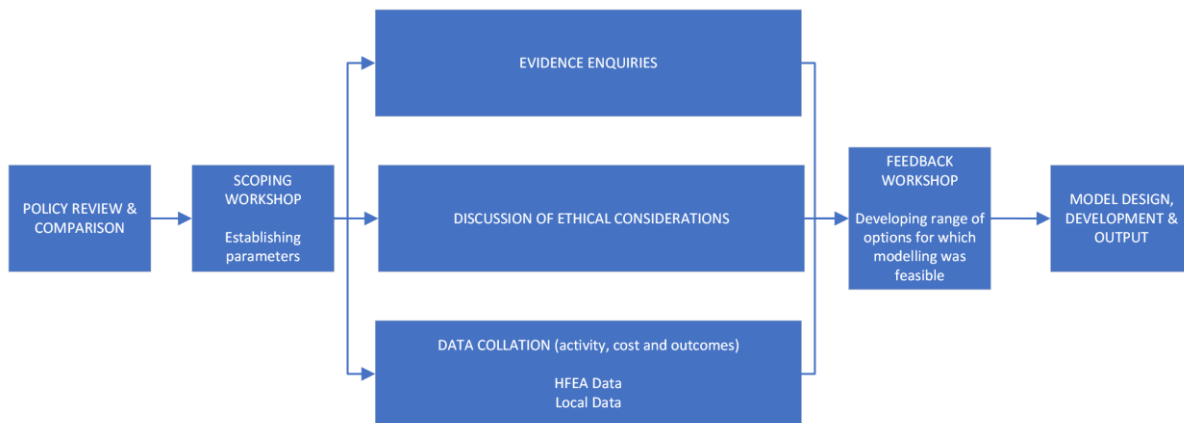 POLICY REVIEW &
COMPARISON
SCOPING
WORKSHOP
Establishing
parameters
EVIDENCE ENQUIRIES
DISCUSSION OF ETHICAL CONSIDERATIONS
DATA COLLATION (activity, cost and outcomes)
HFEA Data
Local Data
FEEDBACK
WORKSHOP
Developing range of
options for which
modelling was
feasible
MODEL DESIGN,
DEVELOPMENT &
OUTPUT